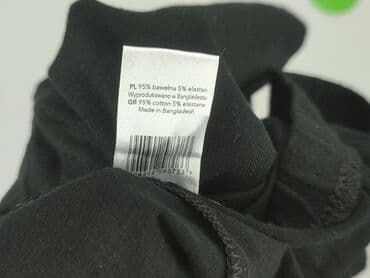 PL 95% bawełna 5% elastan
Wyprodukowano w Bangladeszu
GB 95% cotton 5% elastane
Made in Bangladesh